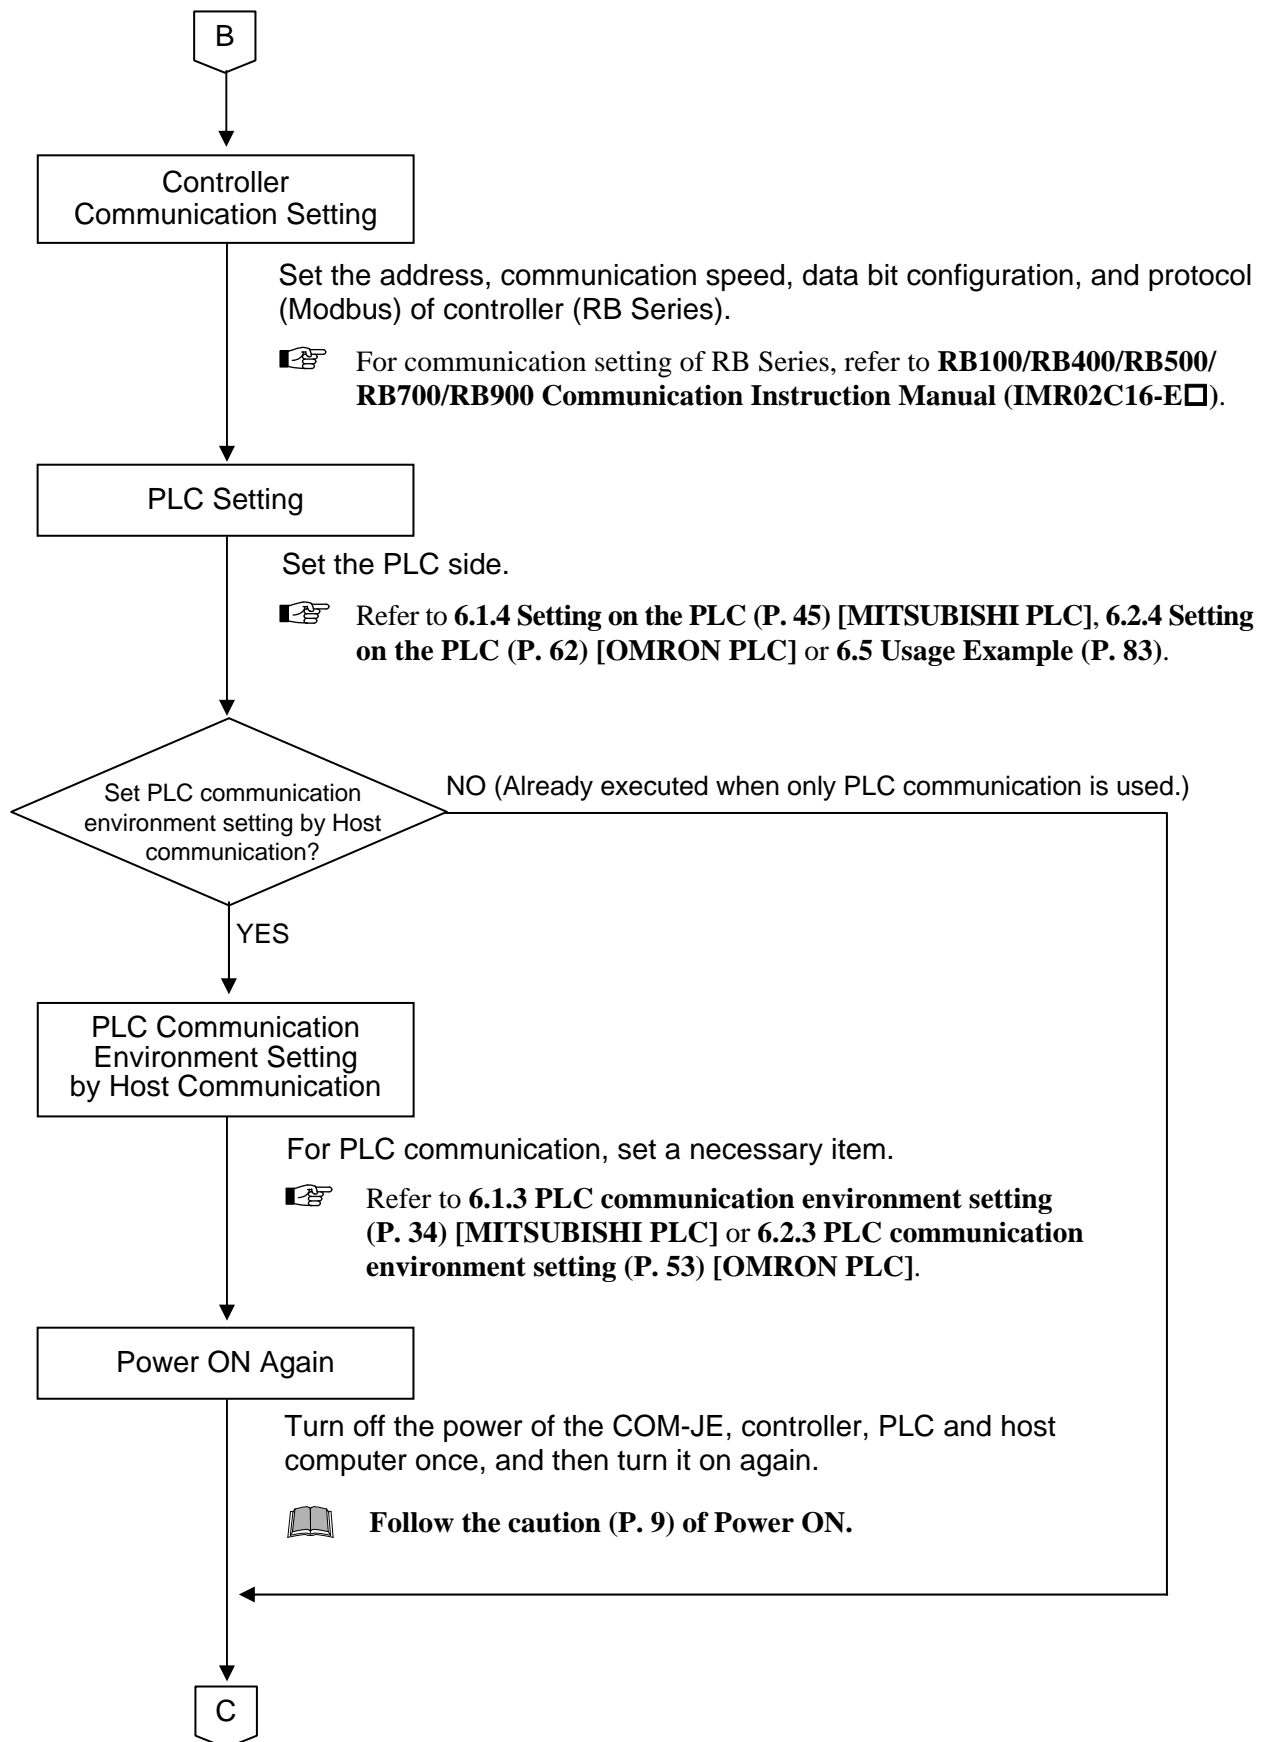 B
Controller
Communication Setting
Set the address, communication speed, data bit configuration, and protocol
(Modbus) of controller (RB Series).
For communication setting of RB Series, refer to RB100/RB400/RB500/
RB700/RB900 Communication Instruction Manual (IMR02C16-E□).
PLC Setting
Set the PLC side.
Refer to 6.1.4 Setting on the PLC (P. 45) [MITSUBISHI PLC], 6.2.4 Setting
on the PLC (P. 62) [OMRON PLC] or 6.5 Usage Example (P. 83).
Set PLC communication
environment setting by Host
communication?
NO (Already executed when only PLC communication is used.)
YES
PLC Communication
Environment Setting
by Host Communication
For PLC communication, set a necessary item.
Refer to 6.1.3 PLC communication environment setting
(P. 34) [MITSUBISHI PLC] or 6.2.3 PLC communication
environment setting (P. 53) [OMRON PLC].
Power ON Again
Turn off the power of the COM-JE, controller, PLC and host
computer once, and then turn it on again.
Follow the caution (P. 9) of Power ON.
C